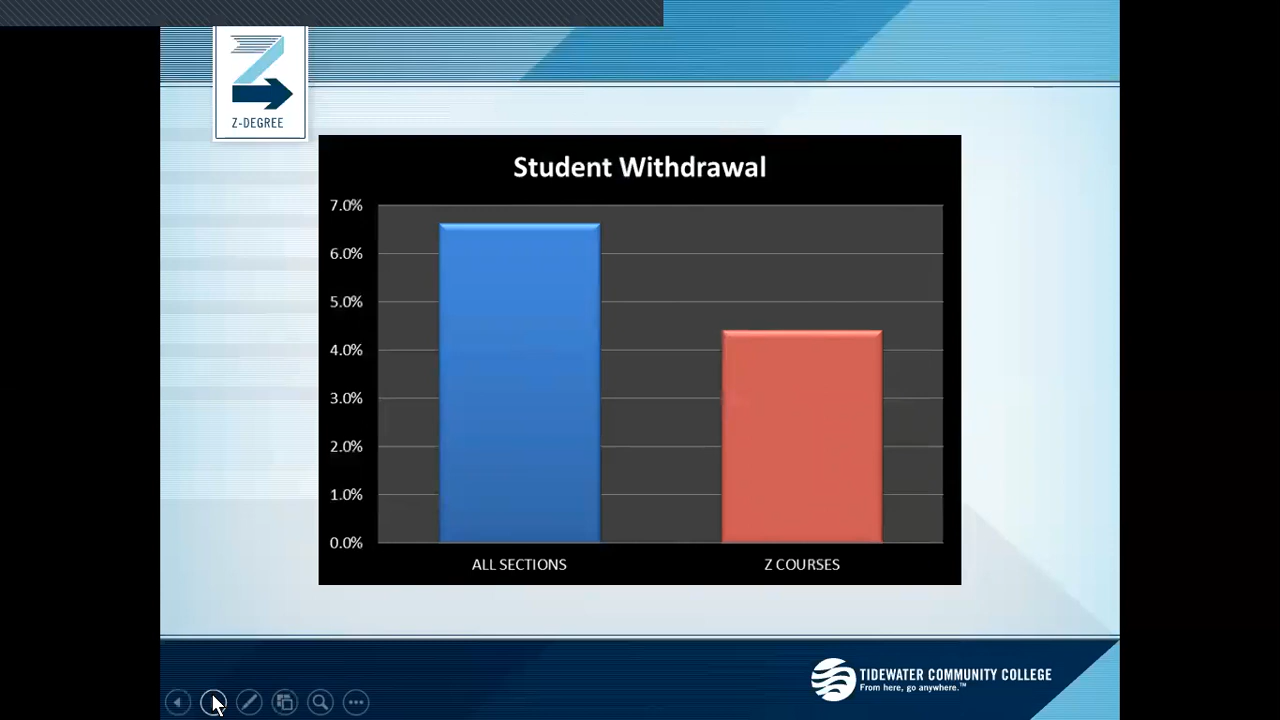 Z-DEGREE
Student Withdrawal
7.0%
6.0%
5.0%
4.0%
3.0%
2.0%
1.0%
0.0%
ALL SECTIONS
Z COURSES
TIDEWATER COMMUNITY COLLEGE
From here, go anywhere.™